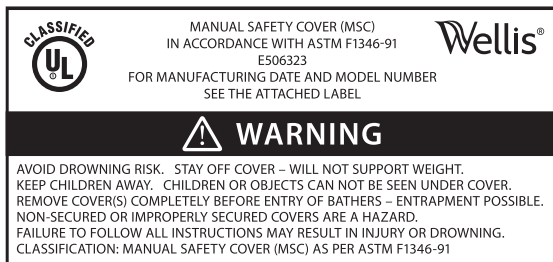 CLASSIFIED
UL
®
MANUAL SAFETY COVER (MSC)
IN ACCORDANCE WITH ASTM F1346-91
E506323
FOR MANUFACTURING DATE AND MODEL NUMBER
SEE THE ATTACHED LABEL
Wellis®
WARNING
AVOID DROWNING RISK. STAY OFF COVER – WILL NOT SUPPORT WEIGHT.
KEEP CHILDREN AWAY. CHILDREN OR OBJECTS CAN NOT BE SEEN UNDER COVER.
REMOVE COVER(S) COMPLETELY BEFORE ENTRY OF BATHERS – ENTRAPMENT POSSIBLE.
NON-SECURED OR IMPROPERLY SECURED COVERS ARE A HAZARD.
FAILURE TO FOLLOW ALL INSTRUCTIONS MAY RESULT IN INJURY OR DROWNING.
CLASSIFICATION: MANUAL SAFETY COVER (MSC) AS PER ASTM F1346-91